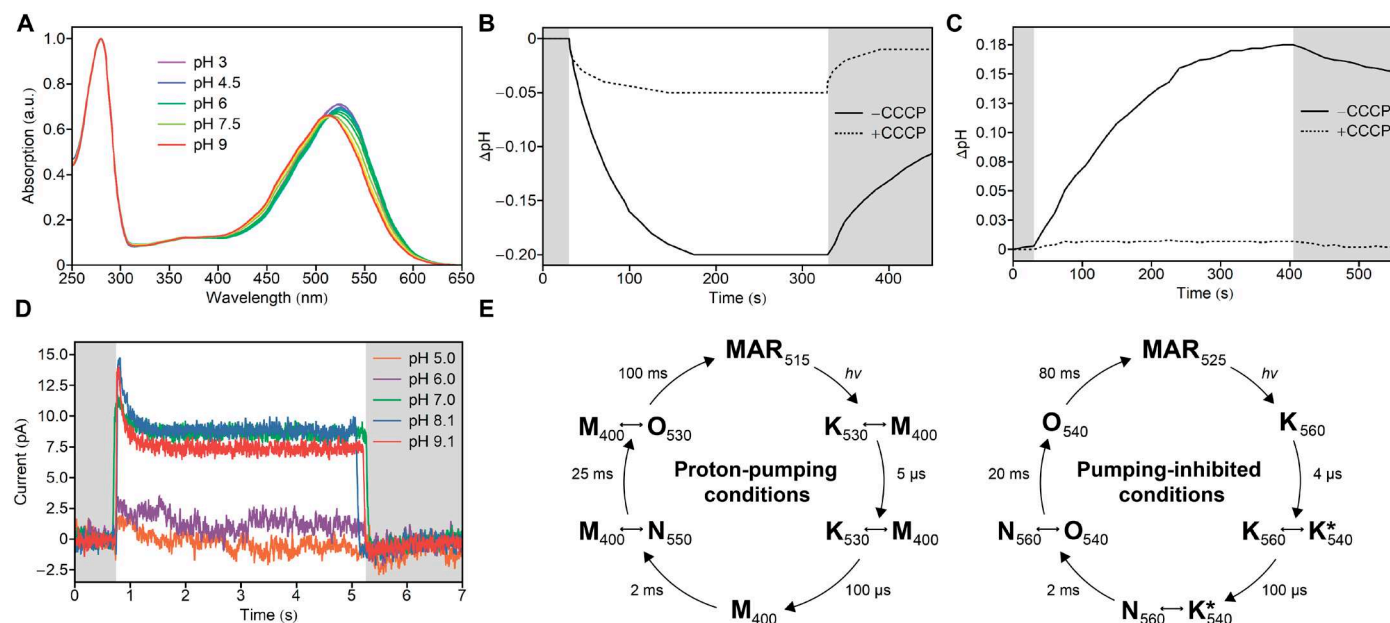 A
B
C
1.0
0.8
0.6
0.4
0.2
0
Absorption (a.u.)
pH 3
pH 4.5
pH 6
pH 7.5
pH 9
250 300 350 400 450 500 550 600 650
Wavelength (nm)
0
−0.05
−0.10
−0.15
−0.20
ΔpH
−CCCP
+CCCP
0 100 200 300 400
Time (s)
0.18
0.15
0.13
0.10
0.08
0.05
0.03
0
ΔpH
−CCCP
+CCCP
0 100 200 300 400 500
Time (s)
D
E
15.0
12.5
10.0
7.5
5.0
2.5
0
−2.5
Current (pA)
pH 5.0
pH 6.0
pH 7.0
pH 8.1
pH 9.1
0 1 2 3 4 5 6 7
Time (s)
MAR515
100 ms
hν
M400 ↔ O530
K530 ↔ M400
25 ms
Proton-pumping
conditions
5 µs
M400 ↔ N550
K530 ↔ M400
2 ms
100 µs
M400
MAR525
80 ms
hν
O540
K560
20 ms
Pumping-inhibited
conditions
4 µs
N560 ↔ O540
K560 ↔ K*540
2 ms
100 µs
N560 ↔ K*540